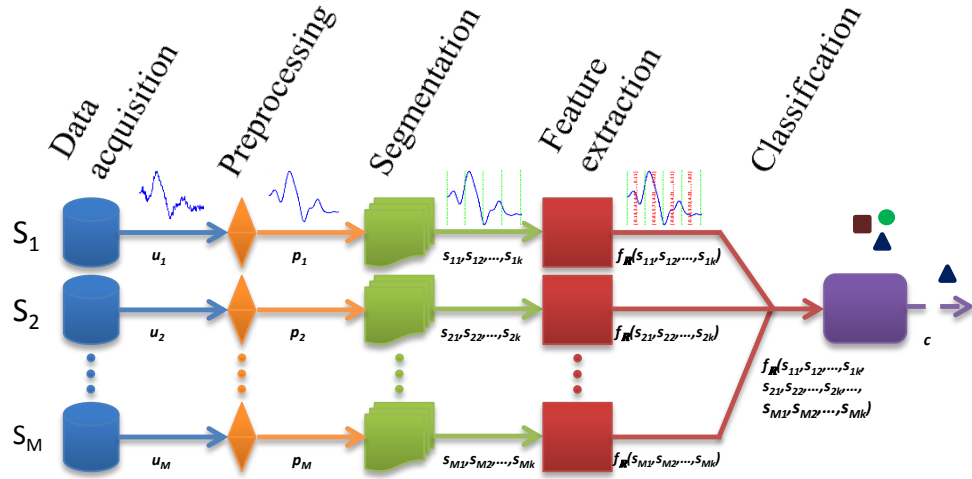 Data
acquisition
Preprocessing
Segmentation
Feature
extraction
Classification
S1
u1
p1
s11,s12,...,s1k
fR(s11,s12,...,s1k)
S2
u2
p2
s21,s22,...,s2k
fR(s21,s22,...,s2k)
c
fR(s11,s12,...,s1k,
s21,s22,...,s2k,...,
sM1,sM2,...,sMk)
SM
uM
pM
sM1,sM2,...,sMk
fR(sM1,sM2,...,sMk)